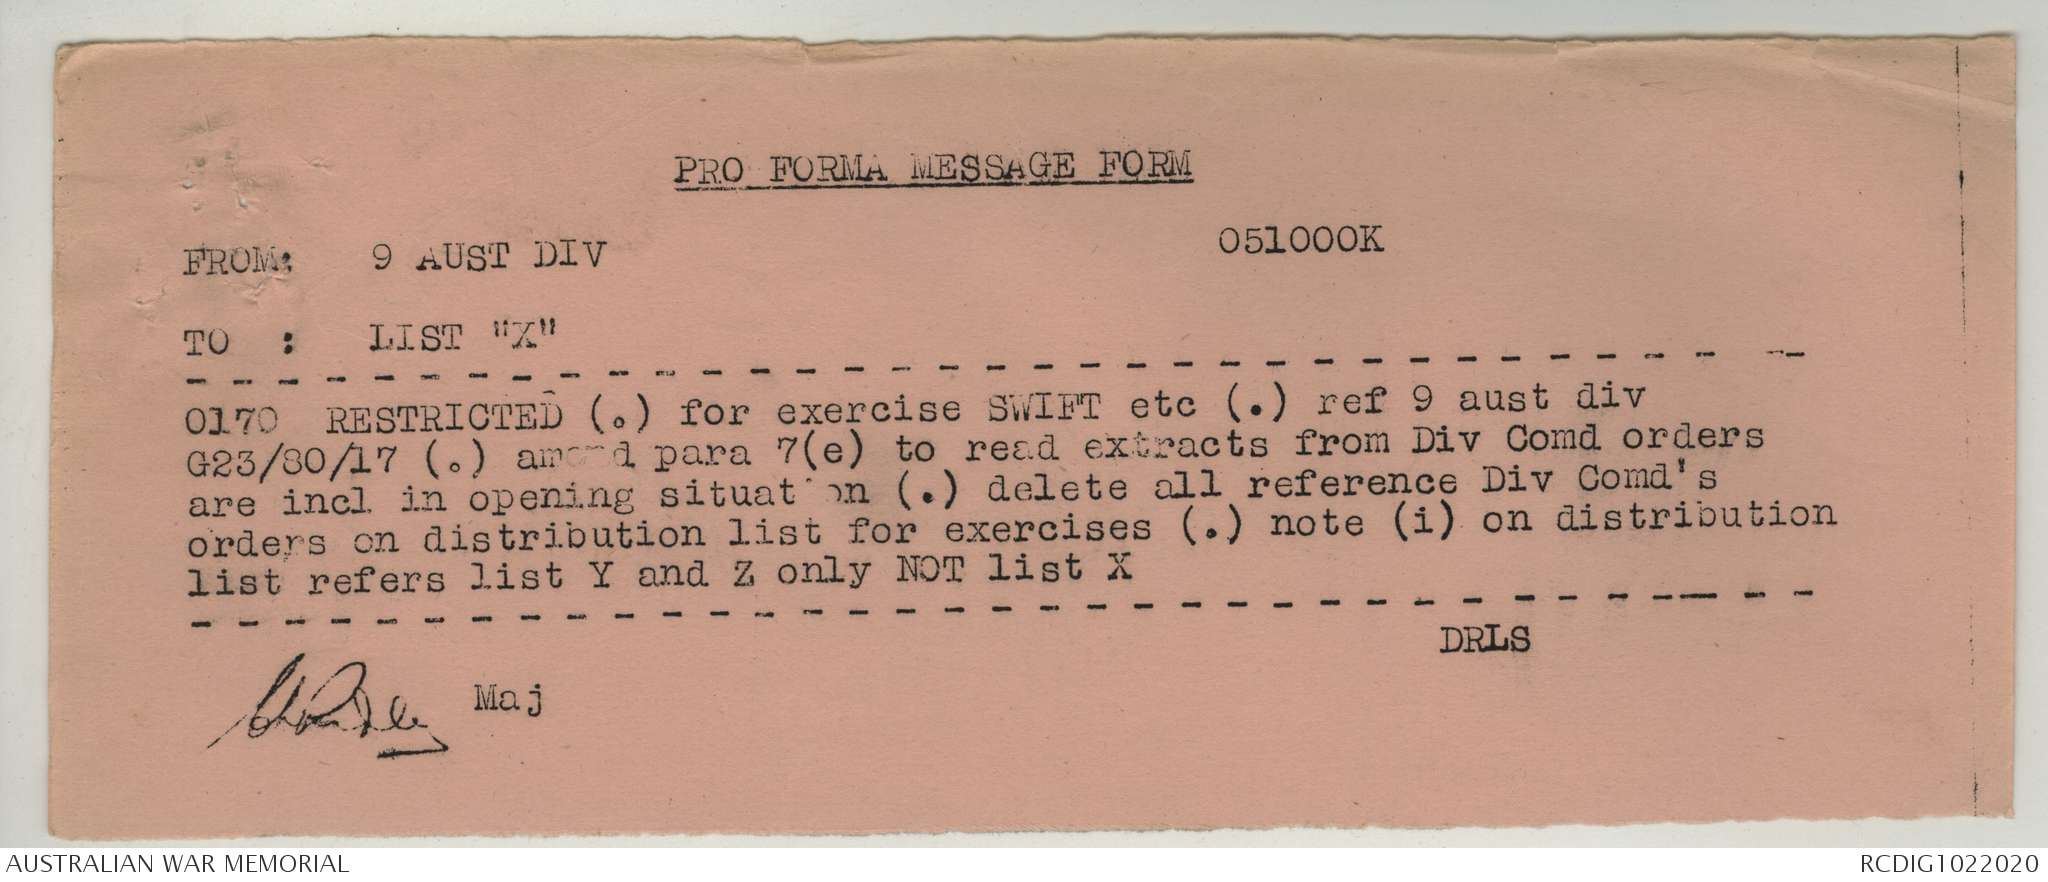 PRO FORMA MESSAGE FORM
FROM: 9 AUST DIV 051000K
TO : LIST "X"
0170 RESTRICTED (.) for exercise SWIFT etc (.) ref 9 aust div
G23/80/17 (.) amend para 7(e) to read extracts from Div Comd orders
are incl in opening situation (.) delete all reference Div Comd's
orders on distribution list for exercises (.) note (i) on distribution
list refers list Y and Z only NOT list X
DRLS
Maj
AUSTRALIAN WAR MEMORIAL RCDIG1022020